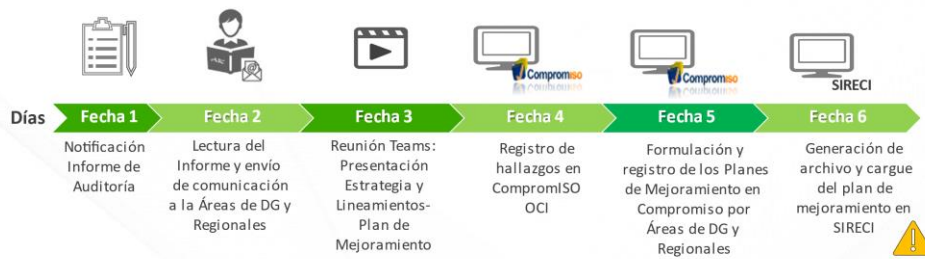 CompromISO
CompromISO
SIRECI
Días
Fecha 1
Fecha 2
Fecha 3
Fecha 4
Fecha 5
Fecha 6
Notificación
Informe de
Auditoría
Lectura del
Informe y envío
de comunicación
a la Áreas de DG y
Regionales
Reunión Teams:
Presentación
Estrategia y
Lineamientos-
Plan de
Mejoramiento
Registro de
hallazgos en
CompromISO
OCI
Formulación y
registro de los Planes
de Mejoramiento en
Compromiso por
Áreas de DG y
Regionales
Generación de
archivo y cargue
del plan de
mejoramiento en
SIRECI